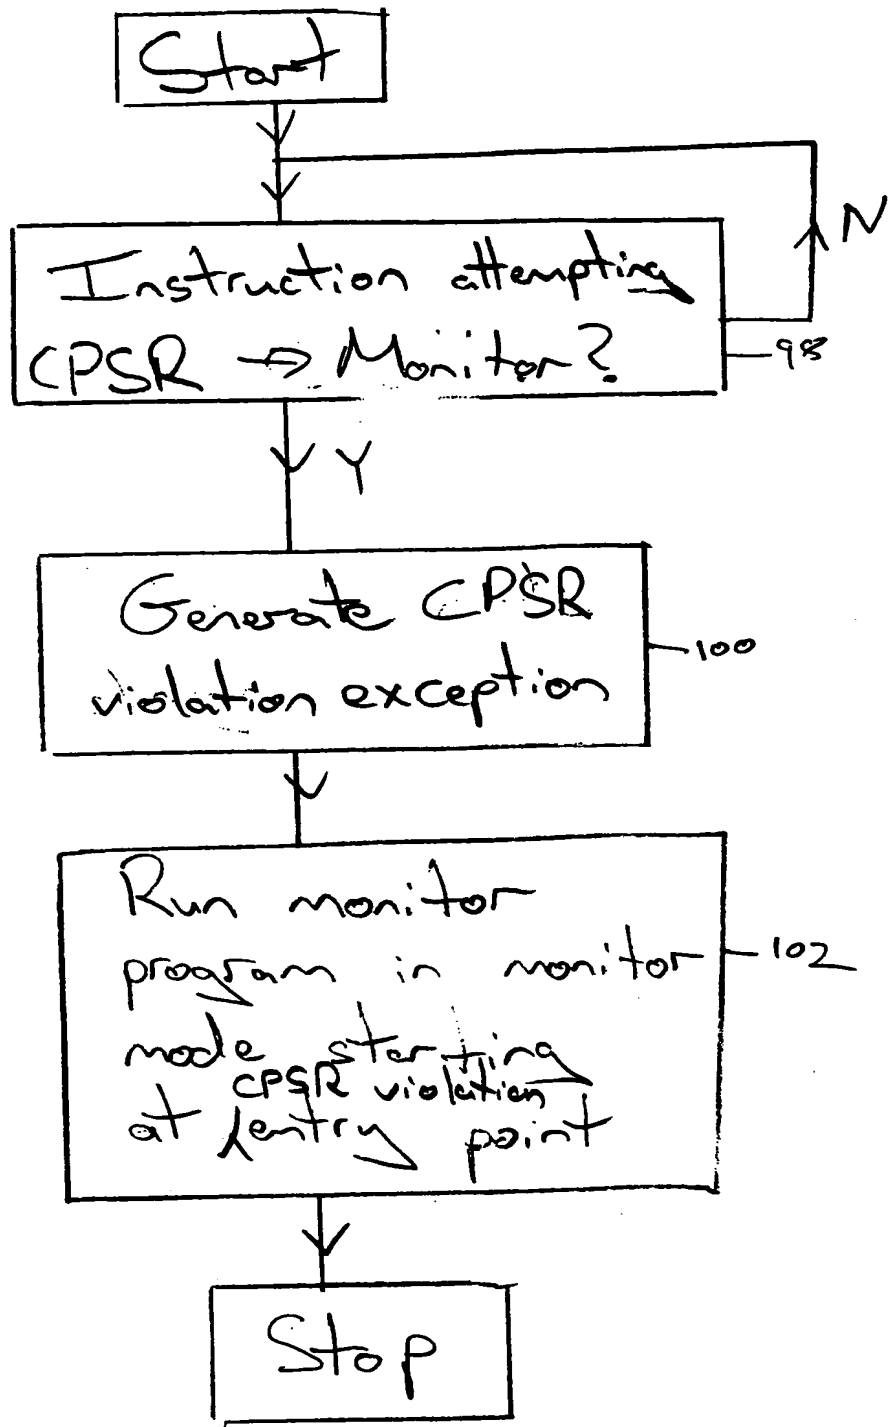 Start
N
Instruction attempting
CPSR → Monitor?
98
Y
Generate CPSR
violation exception
100
Run monitor
program in monitor
102
mode starting
CPSR violation
at entry point
Stop